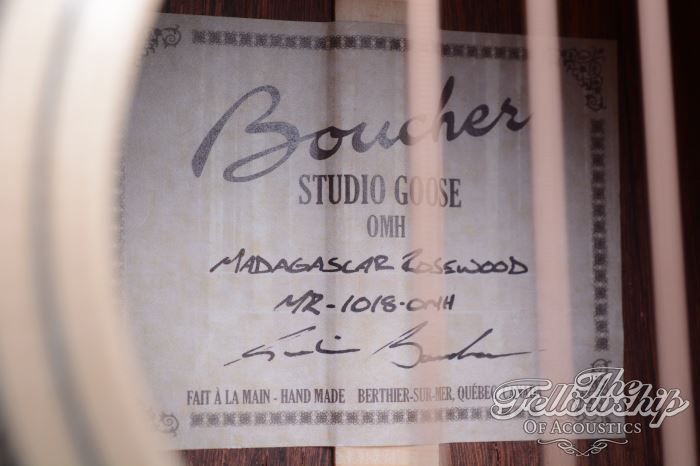 Boucher
STUDIO GOOSE
OMH
MADAGASCAR ROSEWOOD
MR-1018-OMH
FAIT À LA MAIN - HAND MADE BERTHIER-SUR-MER, QUÉBEC
The
Fellowship
OF ACOUSTICS